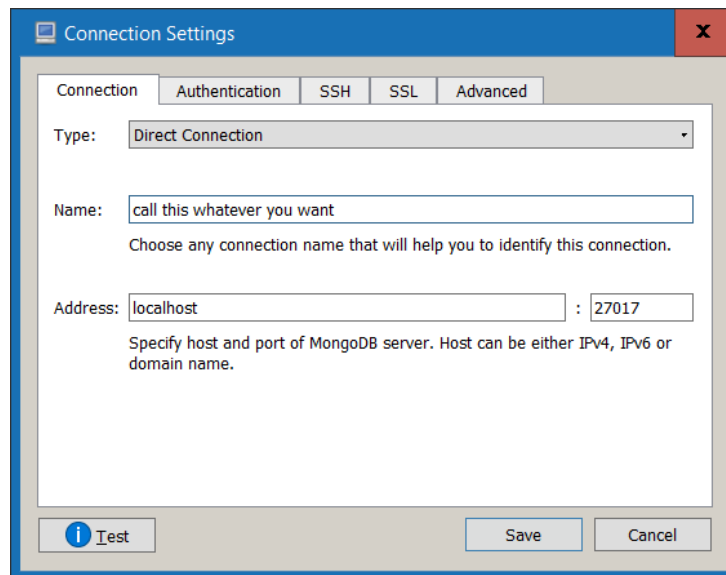 Connection Settings
x
Connection Authentication SSH SSL Advanced
Type: Direct Connection
Name: call this whatever you want
Choose any connection name that will help you to identify this connection.
Address: localhost : 27017
Specify host and port of MongoDB server. Host can be either IPv4, IPv6 or
domain name.
i Test Save Cancel